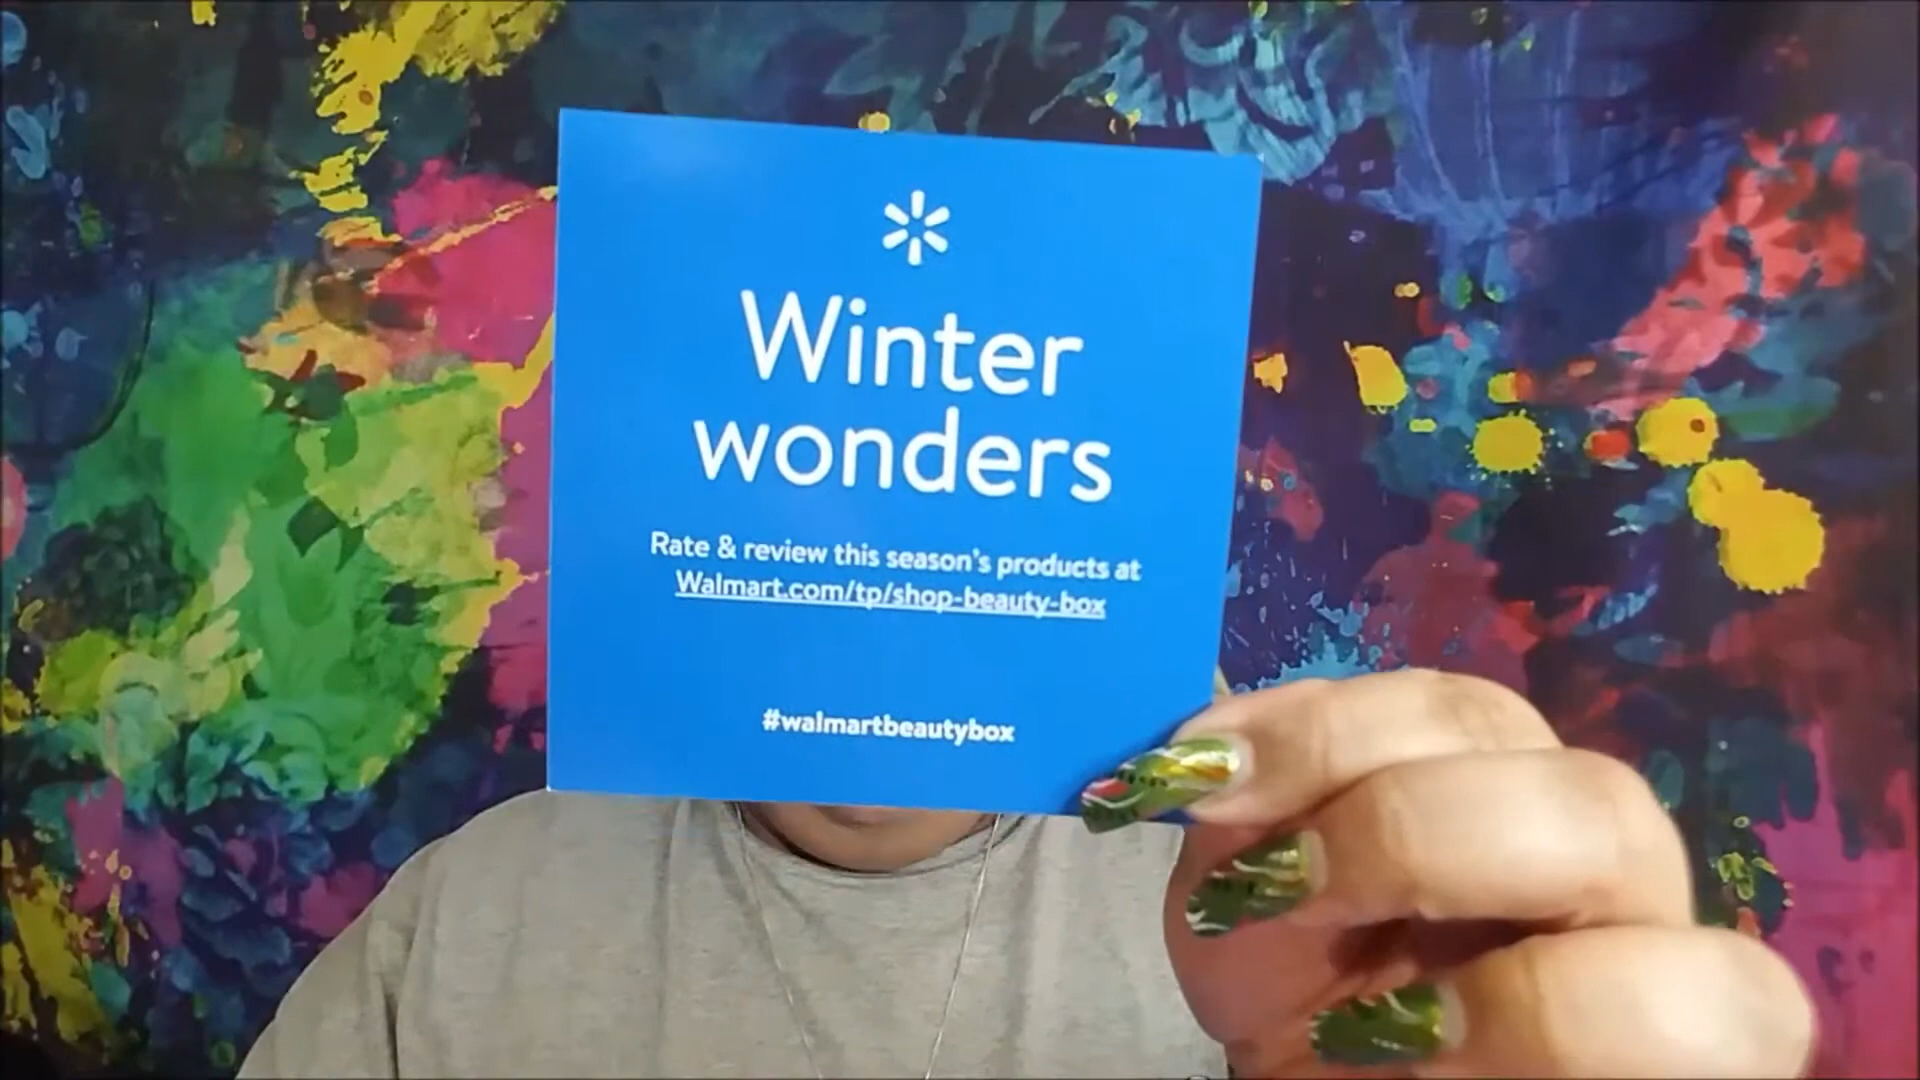 Winter
wonders
Rate & review this season's products at
Walmart.com/tp/shop-beauty-box
#walmartbeautybox